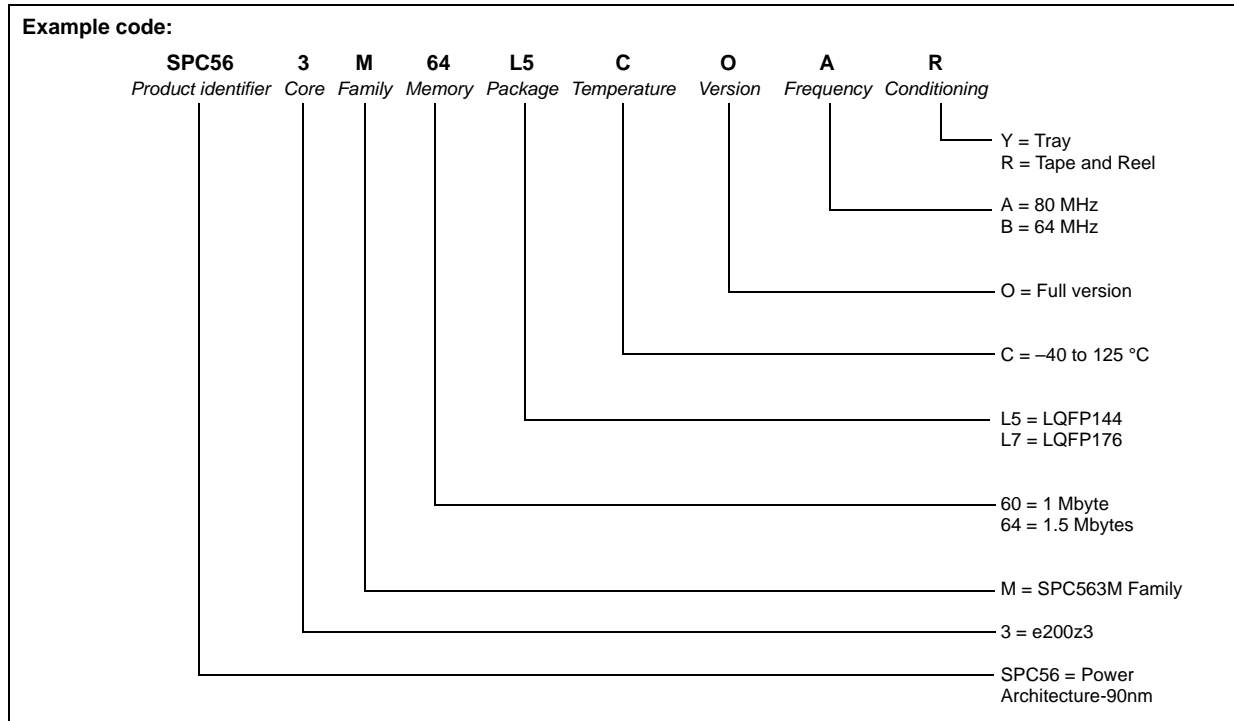 Example code:
SPC56 3 M 64 L5 C O A R
Product identifier Core Family Memory Package Temperature Version Frequency Conditioning
Y = Tray
R = Tape and Reel
A = 80 MHz
B = 64 MHz
O = Full version
C = –40 to 125 °C
L5 = LQFP144
L7 = LQFP176
60 = 1 Mbyte
64 = 1.5 Mbytes
M = SPC563M Family
3 = e200z3
SPC56 = Power
Architecture-90nm